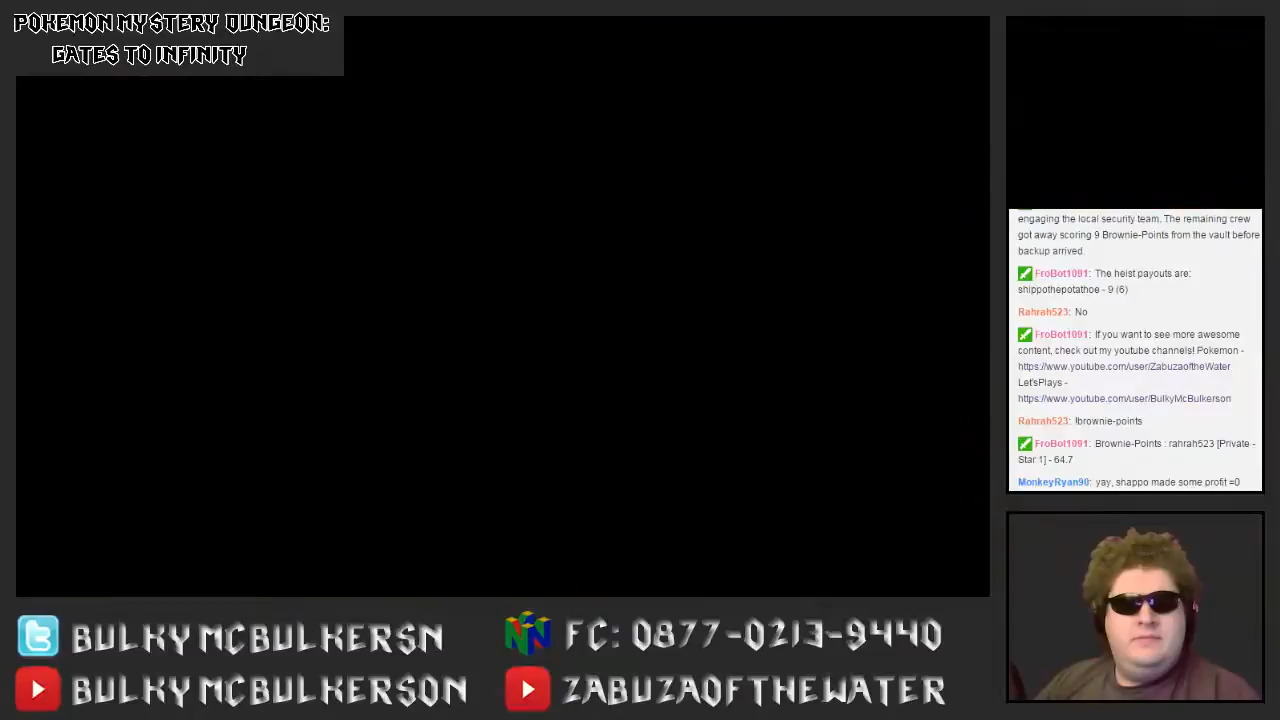 POKEMON MYSTERY DUNGEON:
GATES TO INFINITY
engaging the local security team. The remaining crew
got away scoring 9 Brownie-Points from the vault before
backup arrived.
FroBot1091: The heist payouts are:
shippothepotathoe - 9 (6)
Rahrah523: No
FroBot1091: If you want to see more awesome
content, check out my youtube channels! Pokemon -
https://www.youtube.com/user/ZabuzaoftheWater
Let'sPlays -
https://www.youtube.com/user/BulkyMcBulkerson
Rahrah523: !brownie-points
FroBot1091: Brownie-Points : rahrah523 [Private -
Star 1] - 64.7
MonkeyRyan90: yay, shappo made some profit =0
BULKYMCBULKERSN
FC: 0877-0213-9440
BULKYMCBULKERSON
ZABUZAOFTHEWATER